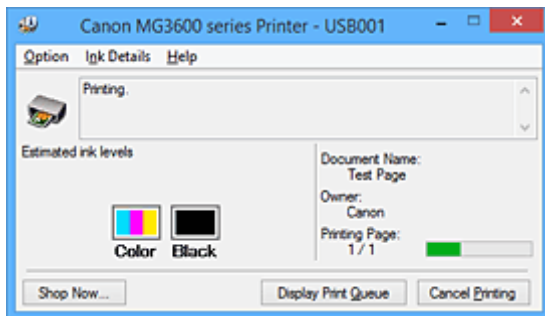 Canon MG3600 series Printer - USB001
Option Ink Details Help
Printing.
Estimated ink levels
Document Name:
Test Page
Owner:
Canon
Printing Page:
1 / 1
Color Black
Shop Now... Display Print Queue Cancel Printing